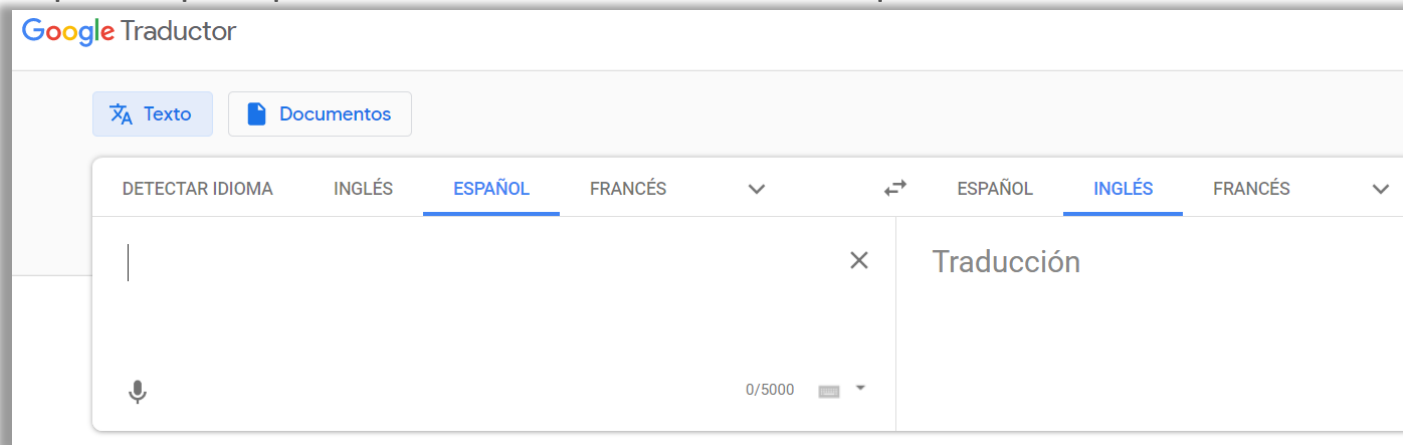 Google Traductor
Texto Documentos
DETECTAR IDIOMA INGLÉS ESPAÑOL FRANCÉS ESPAÑOL INGLÉS FRANCÉS
Traducción
0/5000